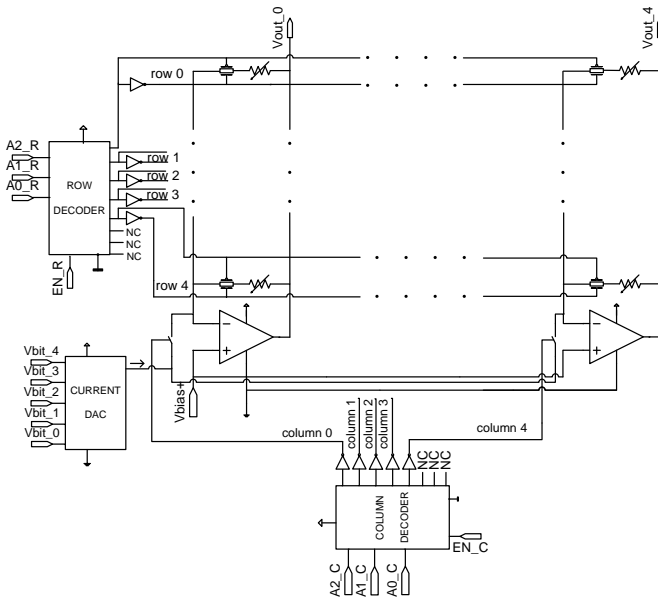 Vout_0
Vout_4
row 0
A2_R
A1_R
A0_R
ROW
DECODER
row 1
row 2
row 3
NC
NC
NC
EN_R
row 4
Vbit_4
Vbit_3
Vbit_2
Vbit_1
Vbit_0
CURRENT
DAC
Vbias+
column 0
column 1
column 2
column 3
column 4
NC
NC
NC
COLUMN
DECODER
EN_C
A2_C
A1_C
A0_C